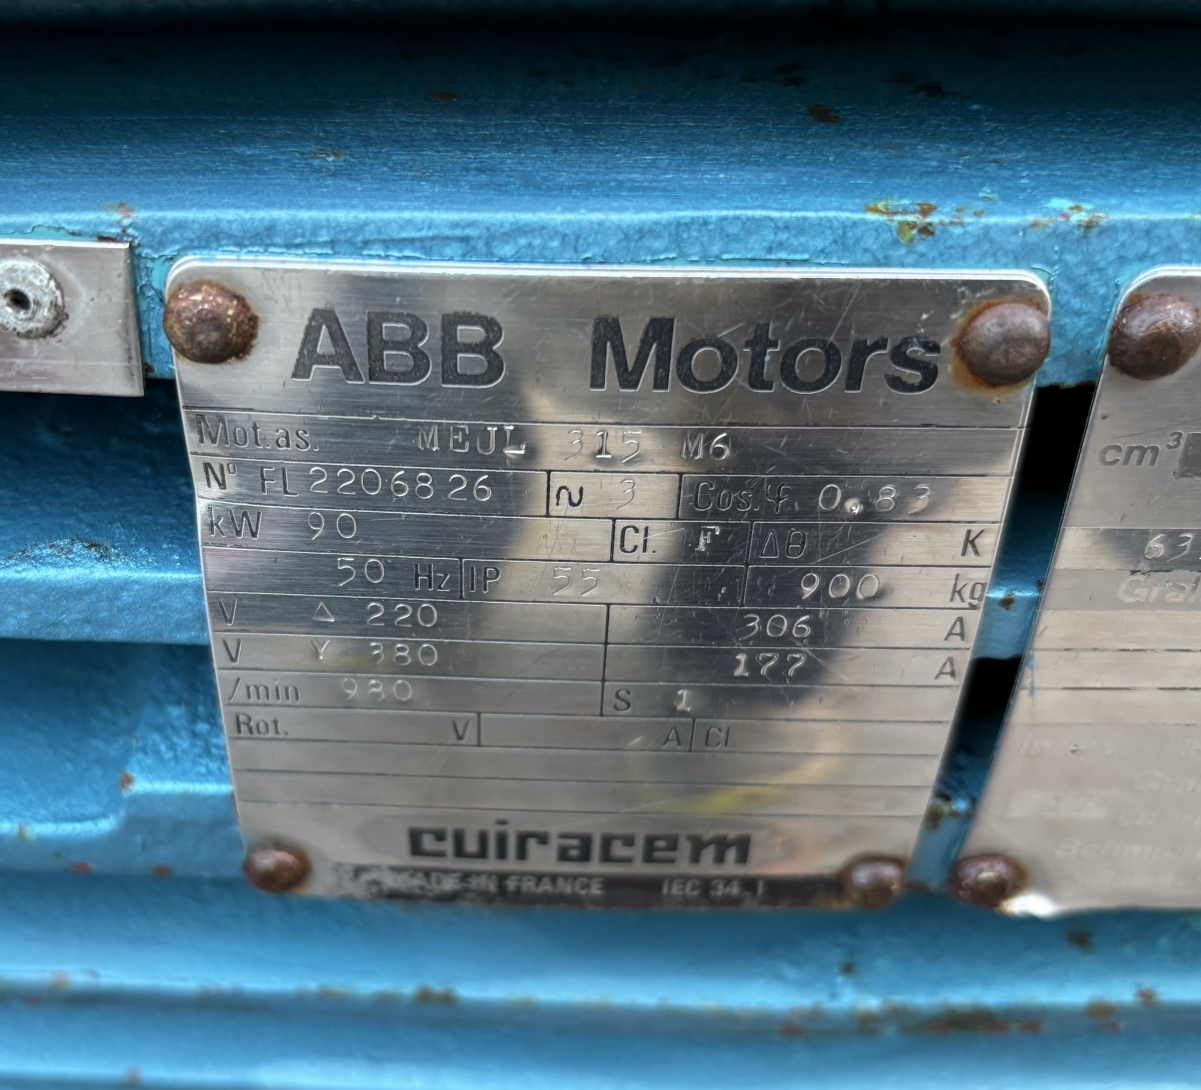 ABB Motors
Mot.as. MEJL 315 M6
N° FL 2206826 ~ 3 Cos.φ. 0.83
kW 90 Cl. F Δθ K
50 Hz IP 55 900 kg
V Δ 220 306 A
V Y 380 177 A
/min 980 S 1
Rot. V A Cl
cuiracem
MADE IN FRANCE IEC 34-1
cm³
63